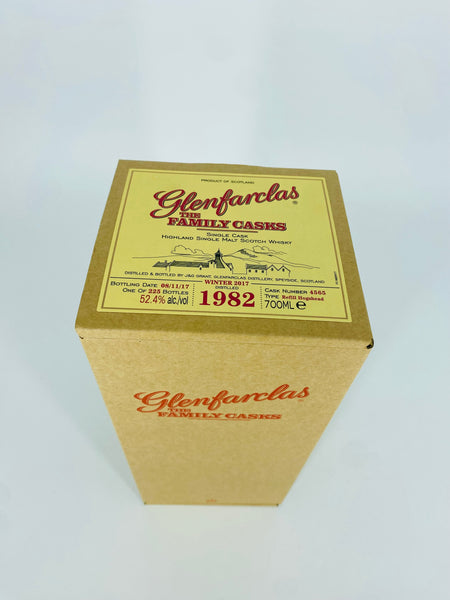 PRODUCT OF SCOTLAND
Glenfarclas®
THE
FAMILY CASKS
SINGLE CASK
HIGHLAND SINGLE MALT SCOTCH WHISKY
DISTILLED & BOTTLED BY J&G GRANT, GLENFARCLAS DISTILLERY, SPEYSIDE, SCOTLAND
BOTTLING DATE 08/11/17
ONE OF 225 BOTTLES
52.4% alc/vol
WINTER 2017
DISTILLED
1982
CASK NUMBER 4565
TYPE Refill Hogshead
700ML e
Glenfarclas®
THE
FAMILY CASKS